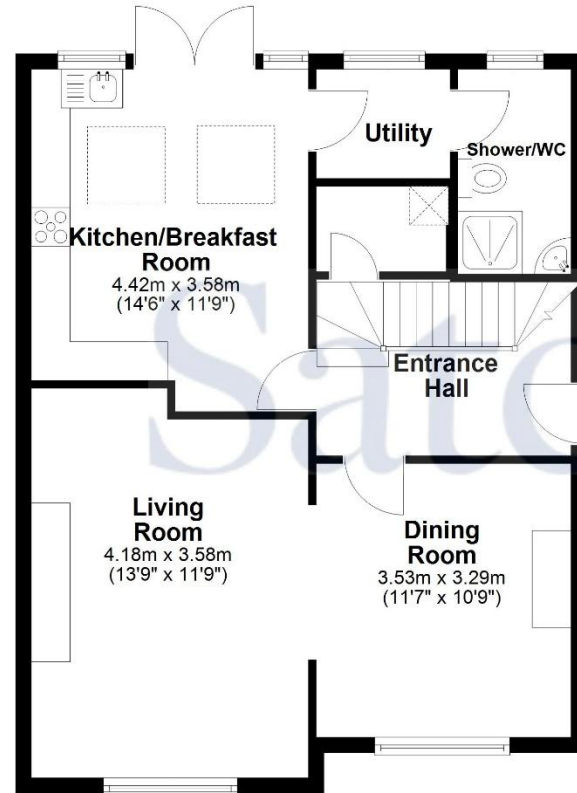 Utility
Shower/WC
Kitchen/Breakfast
Room
4.42m x 3.58m
(14'6" x 11'9")
Entrance
Hall
Living
Room
4.18m x 3.58m
(13'9" x 11'9")
Dining
Room
3.53m x 3.29m
(11'7" x 10'9")